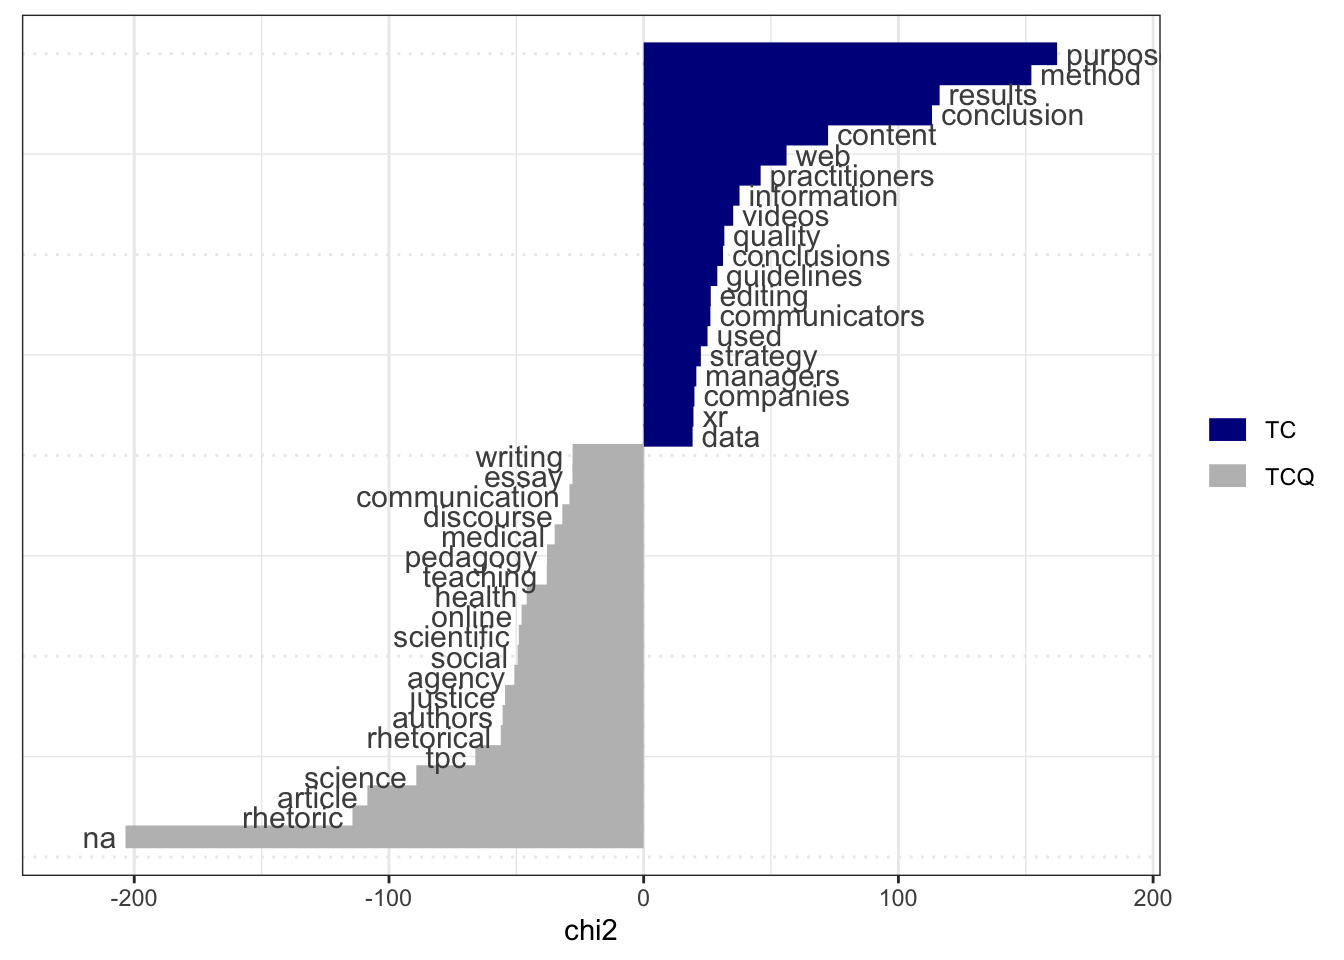 purpos
method
results
conclusion
content
web
practitioners
information
videos
quality
conclusions
guidelines
editing
communicators
used
strategy
managers
companies
xr
data
TC
TCQ
writing
essay
communication
discourse
medical
pedagogy
teaching
health
online
scientific
social
agency
justice
authors
rhetorical
tpc
science
article
rhetoric
na
-200 -100 0 100 200
chi2